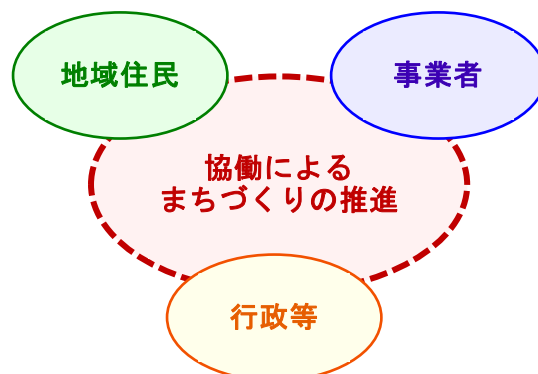 地域住民
事業者
協働による
まちづくりの推進
行政等